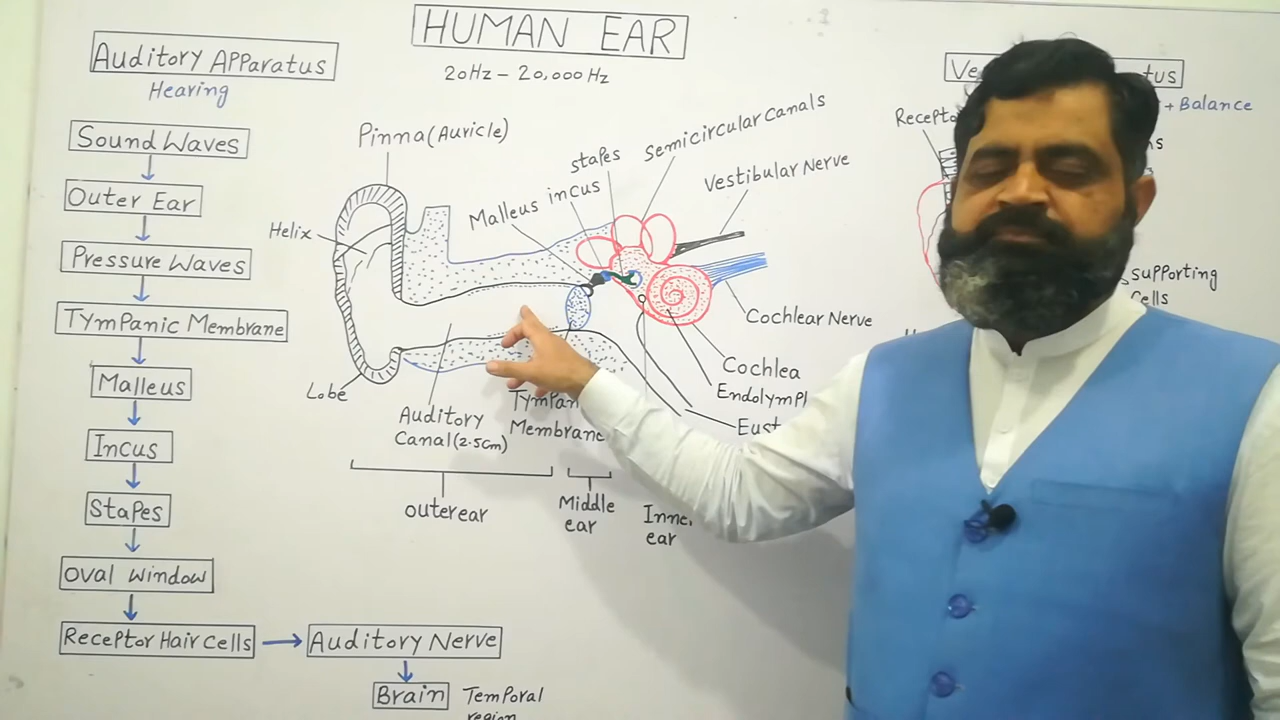 HUMAN EAR
20Hz – 20,000 Hz
Auditory Apparatus
Hearing
Sound Waves
Outer Ear
Pressure Waves
Tympanic Membrane
Malleus
Incus
Stapes
Oval Window
Receptor Hair Cells
Auditory Nerve
Brain
Temporal
region
Pinna (Auricle)
Helix
Lobe
Auditory
Canal (2.5cm)
Malleus
incus
stapes
Semicircular Canals
Vestibular Nerve
Cochlear Nerve
Cochlea
Membrane
outer ear
Middle
ear
ear
+ Balance
supporting
Cells